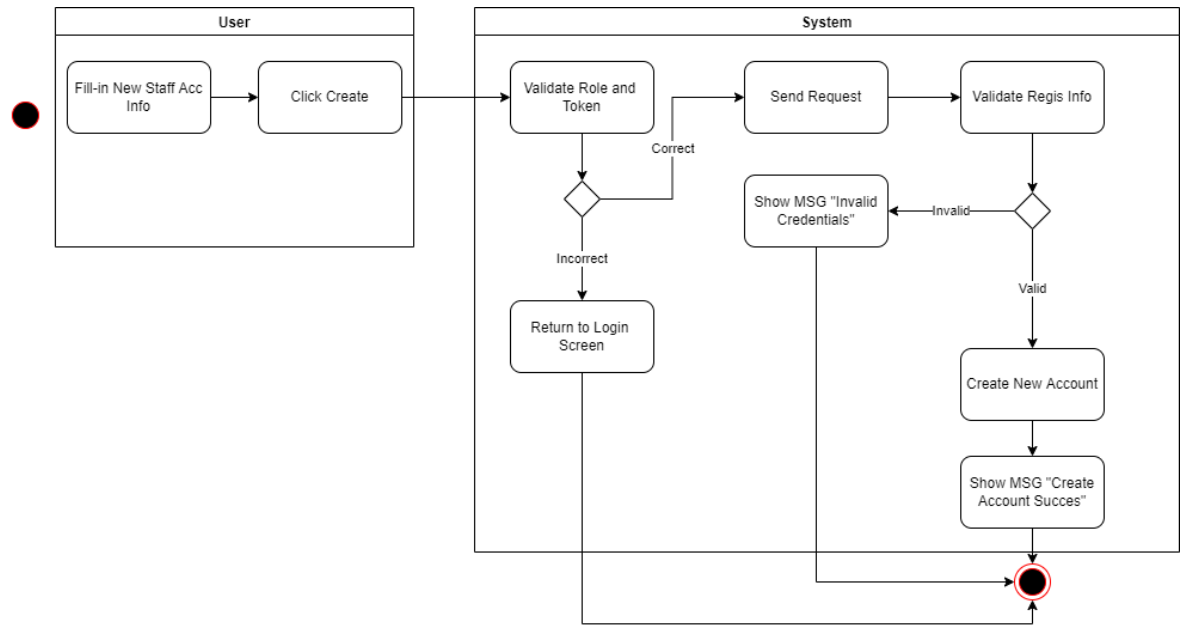 User
System
Fill-in New Staff Acc
Info
Click Create
Validate Role and
Token
Send Request
Validate Regis Info
Correct
Show MSG "Invalid
Credentials"
Invalid
Incorrect
Valid
Return to Login
Screen
Create New Account
Show MSG "Create
Account Succes"